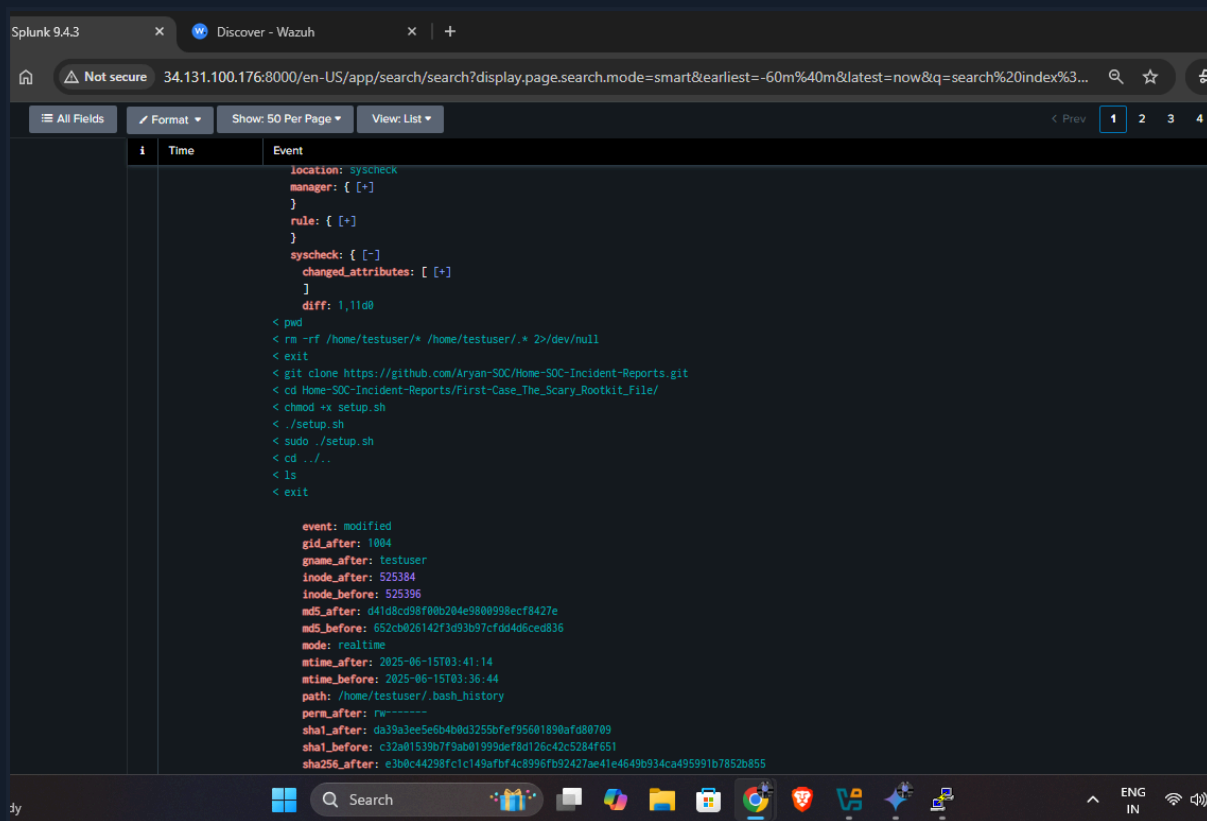 Splunk 9.4.3
Discover - Wazuh
Not secure 34.131.100.176:8000/en-US/app/search/search?display.page.search.mode=smart&earliest=-60m%40m&latest=now&q=search%20index%3...
All Fields Format Show: 50 Per Page View: List < Prev 1 2 3 4
i Time Event
location: syscheck
manager: { [+]
}
rule: { [+]
}
syscheck: { [-]
changed_attributes: [ [+]
]
diff: 1,11d0
< pwd
< rm -rf /home/testuser/* /home/testuser/.* 2>/dev/null
< exit
< git clone https://github.com/Aryan-SOC/Home-SOC-Incident-Reports.git
< cd Home-SOC-Incident-Reports/First-Case_The_Scary_Rootkit_File/
< chmod +x setup.sh
< ./setup.sh
< sudo ./setup.sh
< cd ../..
< ls
< exit
event: modified
gid_after: 1004
gname_after: testuser
inode_after: 525384
inode_before: 525396
md5_after: d41d8cd98f00b204e9800998ecf8427e
md5_before: 652cb026142f3d93b97cfdd4d6ced836
mode: realtime
mtime_after: 2025-06-15T03:41:14
mtime_before: 2025-06-15T03:36:44
path: /home/testuser/.bash_history
perm_after: rw-------
sha1_after: da39a3ee5e6b4b0d3255bfef95601890afd80709
sha1_before: c32a01539b7f9ab01999def8d126c42c5284f651
sha256_after: e3b0c44298fc1c149afbf4c8996fb92427ae41e4649b934ca495991b7852b855
dy
Search
ENG
IN